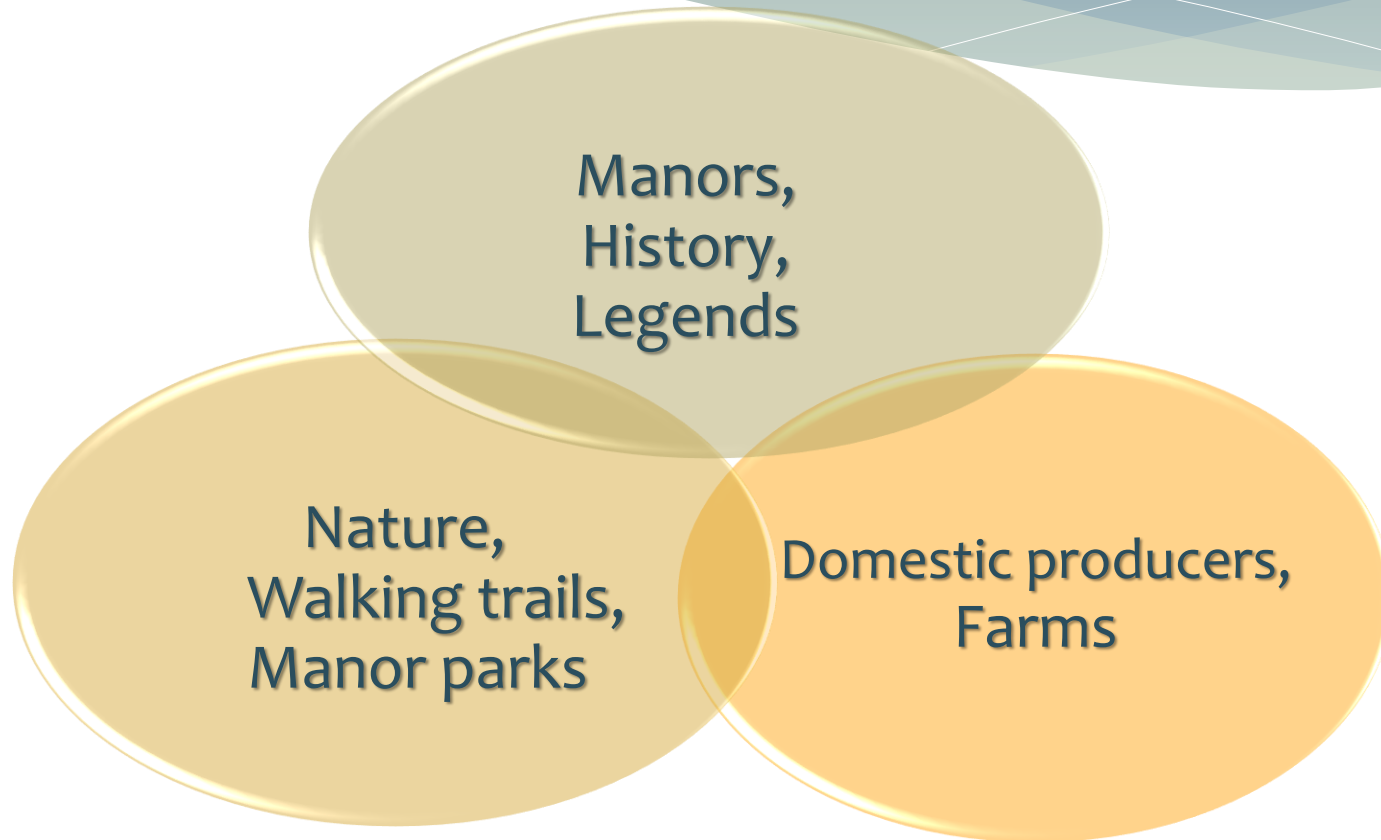 Manors,
History,
Legends
Nature,
Walking trails,
Manor parks
Domestic producers,
Farms